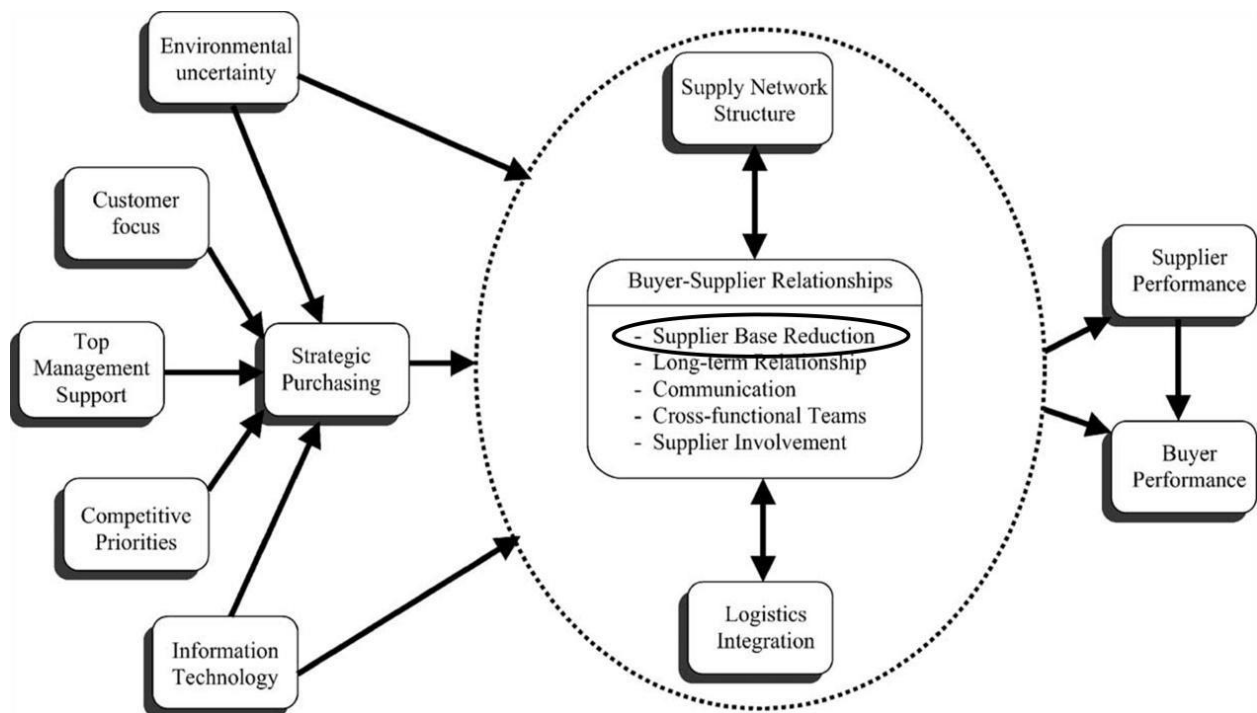 Environmental
uncertainty
Customer
focus
Top
Management
Support
Competitive
Priorities
Information
Technology
Strategic
Purchasing
Supply Network
Structure
Buyer-Supplier Relationships
- Supplier Base Reduction
- Long-term Relationship
- Communication
- Cross-functional Teams
- Supplier Involvement
Logistics
Integration
Supplier
Performance
Buyer
Performance